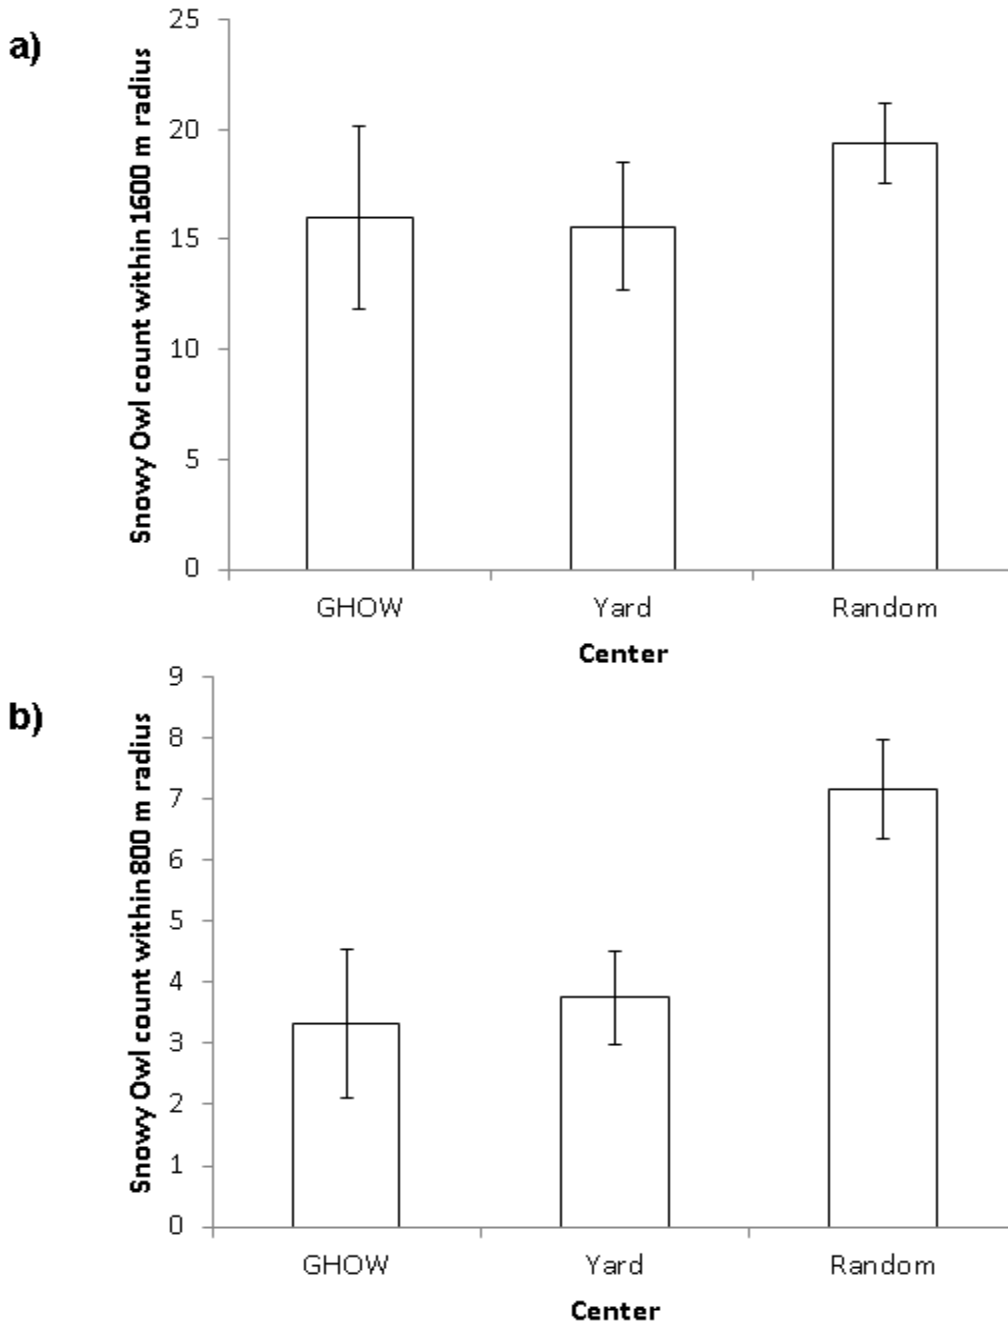 a)
Snowy Owl count within 1600 m radius
25
20
15
10
5
0
GHOW Yard Random
Center
b)
Snowy Owl count within 800 m radius
9
8
7
6
5
4
3
2
1
0
GHOW Yard Random
Center